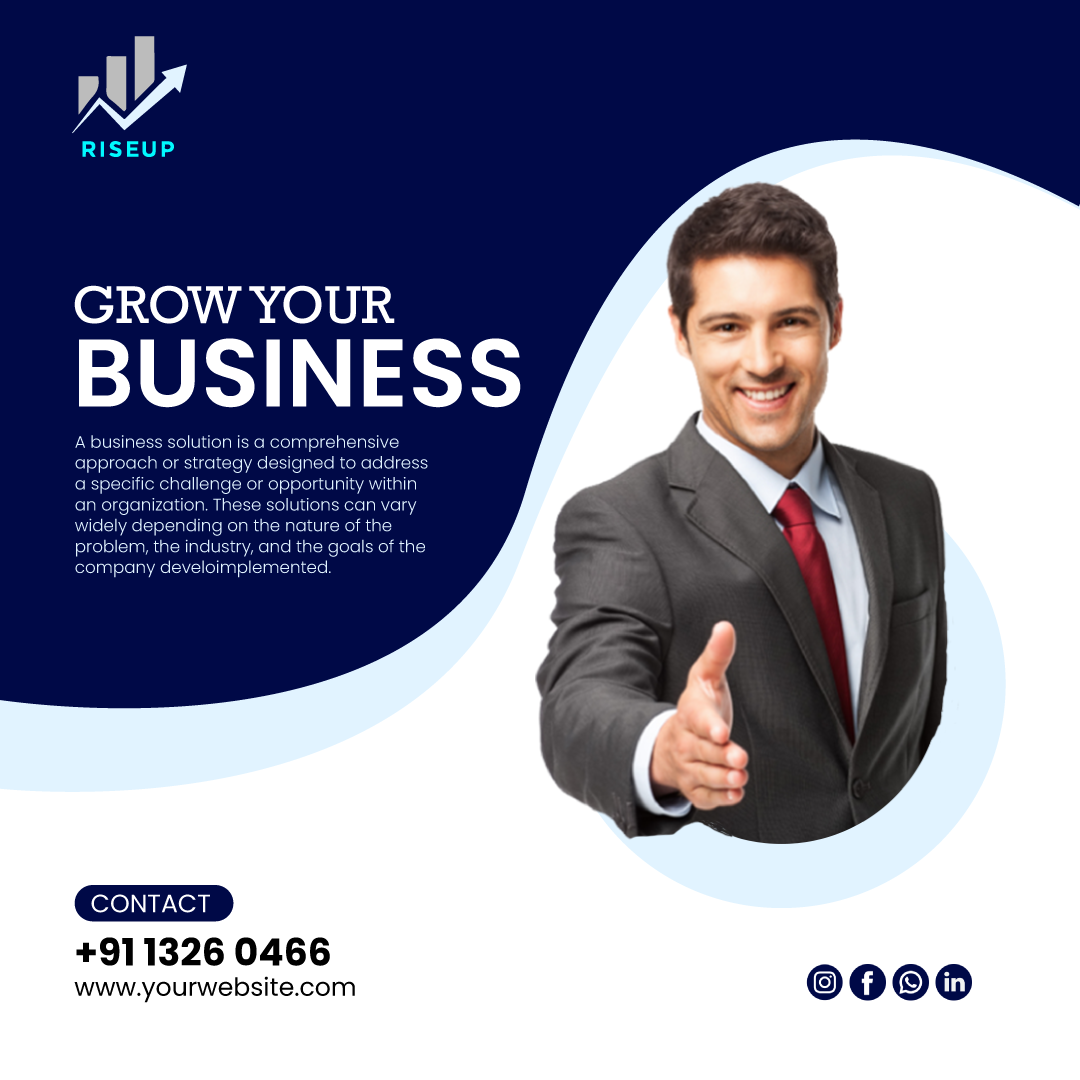 RISEUP
GROW YOUR
BUSINESS
A business solution is a comprehensive
approach or strategy designed to address
a specific challenge or opportunity within
an organization. These solutions can vary
widely depending on the nature of the
problem, the industry, and the goals of the
company develoimplemented.
CONTACT
+91 1326 0466
www.yourwebsite.com